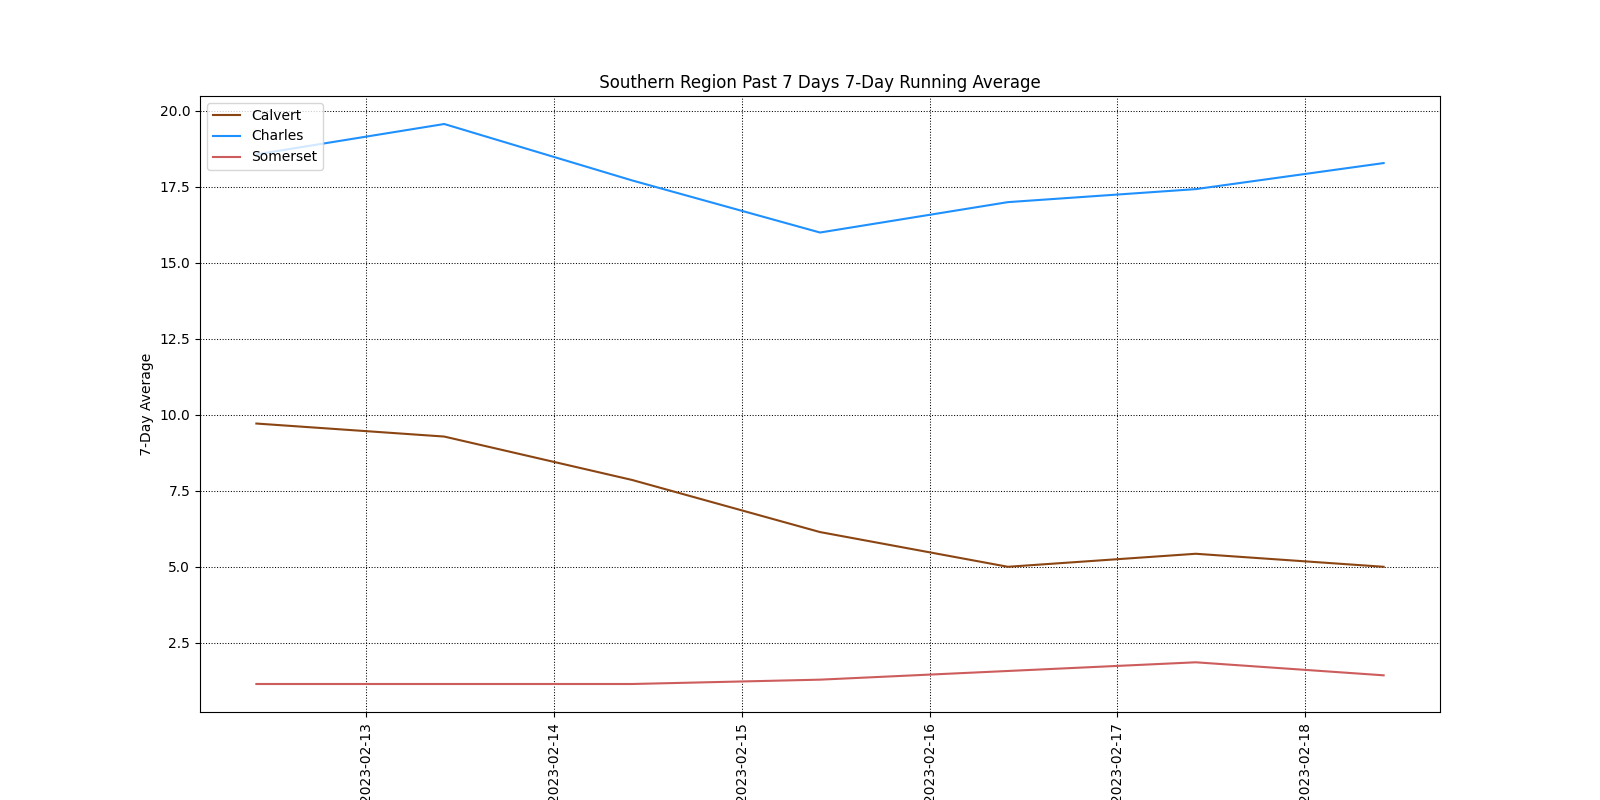 Southern Region Past 7 Days 7-Day Running Average
Calvert
Charles
Somerset
7-Day Average
20.0
17.5
15.0
12.5
10.0
7.5
5.0
2.5
2023-02-13
2023-02-14
2023-02-15
2023-02-16
2023-02-17
2023-02-18